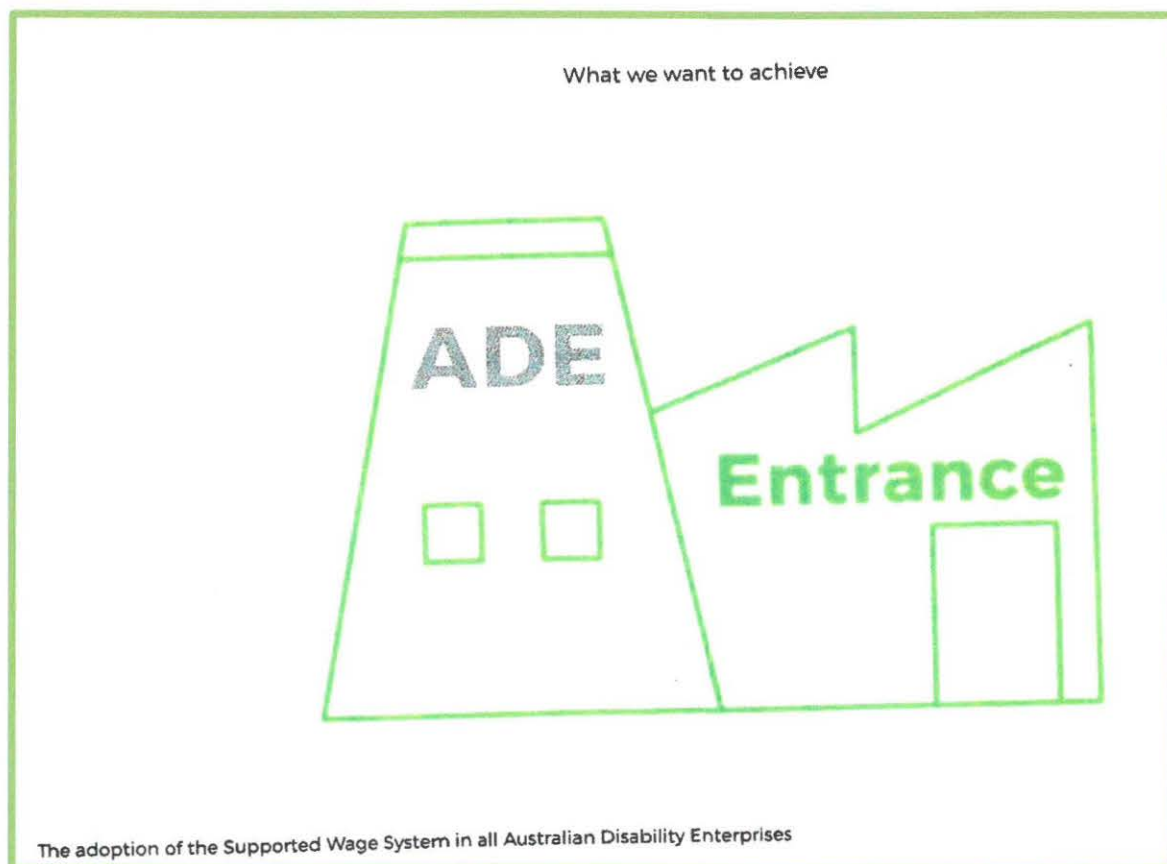 What we want to achieve
ADE
Entrance
The adoption of the Supported Wage System in all Australian Disability Enterprises